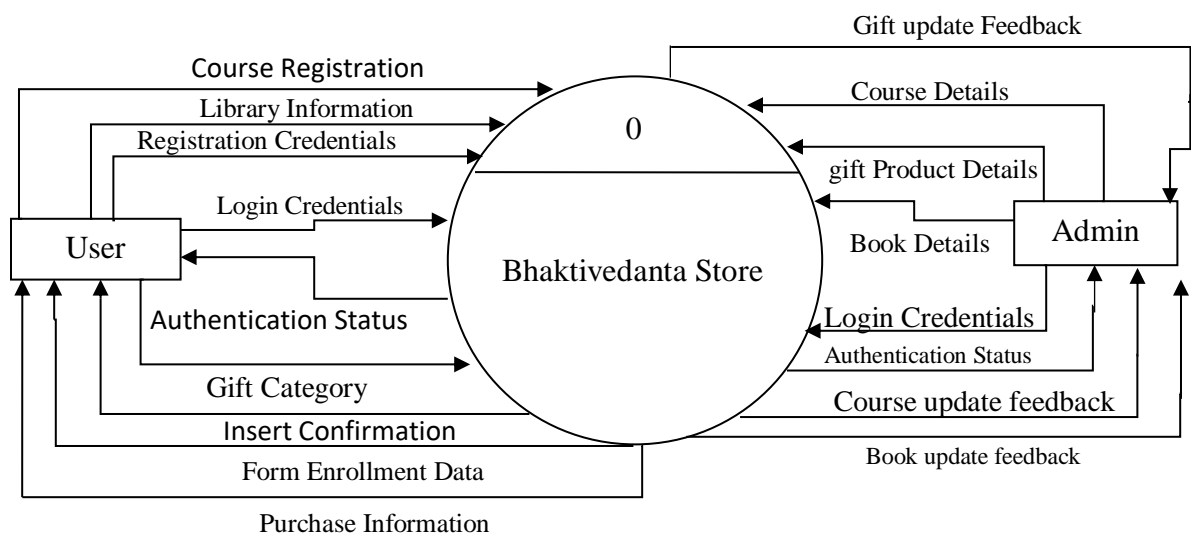 Gift update Feedback
Course Registration
Course Details
Library Information
0
Registration Credentials
gift Product Details
Login Credentials
User
Admin
Book Details
Bhaktivedanta Store
Authentication Status
Login Credentials
Authentication Status
Gift Category
Course update feedback
Insert Confirmation
Book update feedback
Form Enrollment Data
Purchase Information